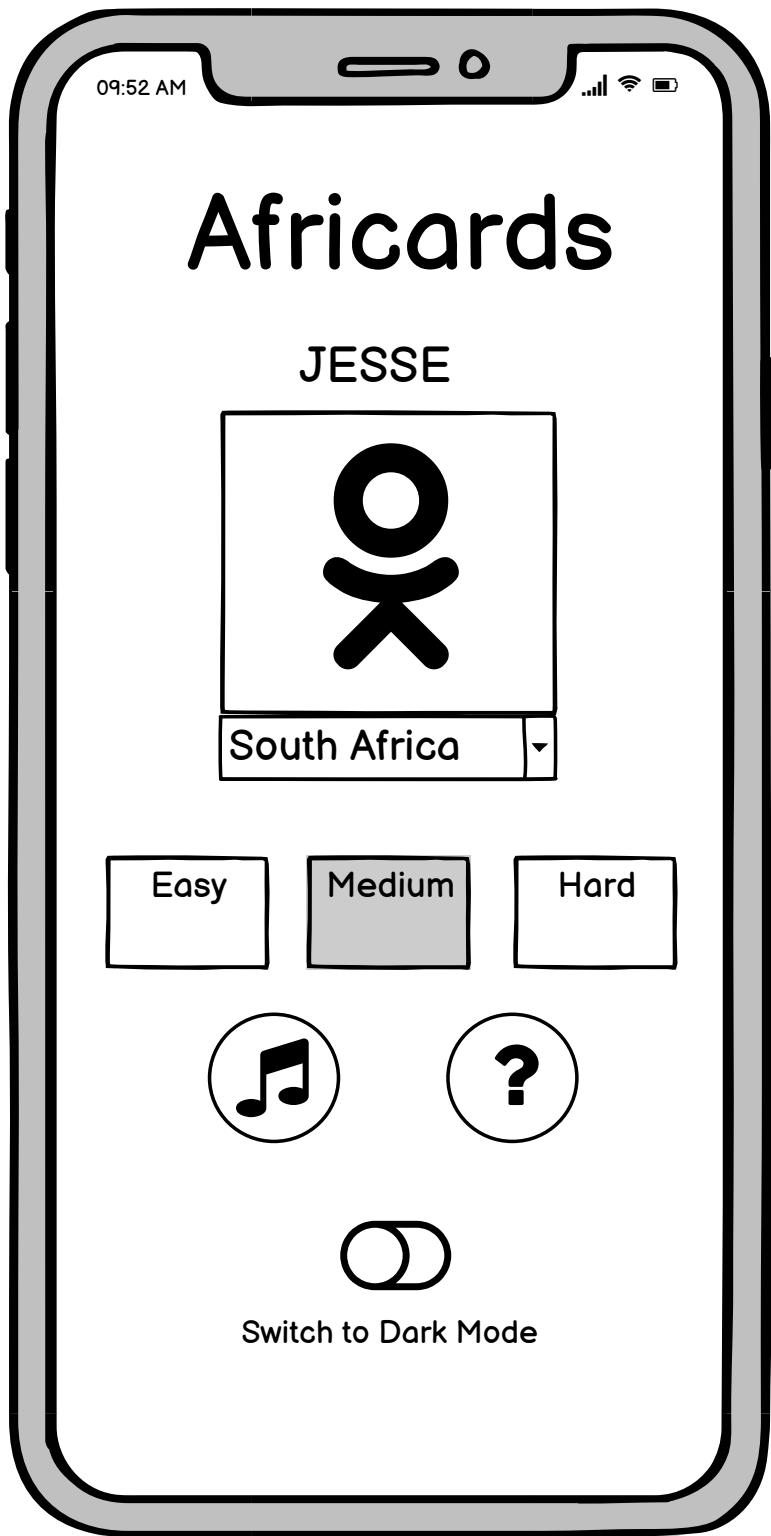 09:52 AM
Africards
JESSE
South Africa
Easy Medium Hard
?
Switch to Dark Mode